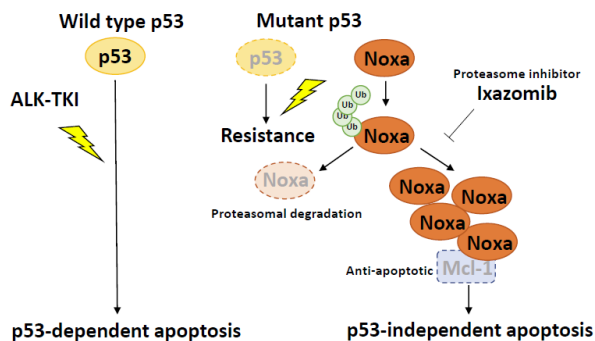 Wild type p53
p53
ALK-TKI
p53-dependent apoptosis
Mutant p53
p53
Resistance
Noxa
Ub
Ub
Ub
Ub
Noxa
Proteasome inhibitor
Ixazomib
Noxa
Proteasomal degradation
Noxa
Noxa
Noxa
Noxa
Anti-apoptotic
Mcl-1
p53-independent apoptosis